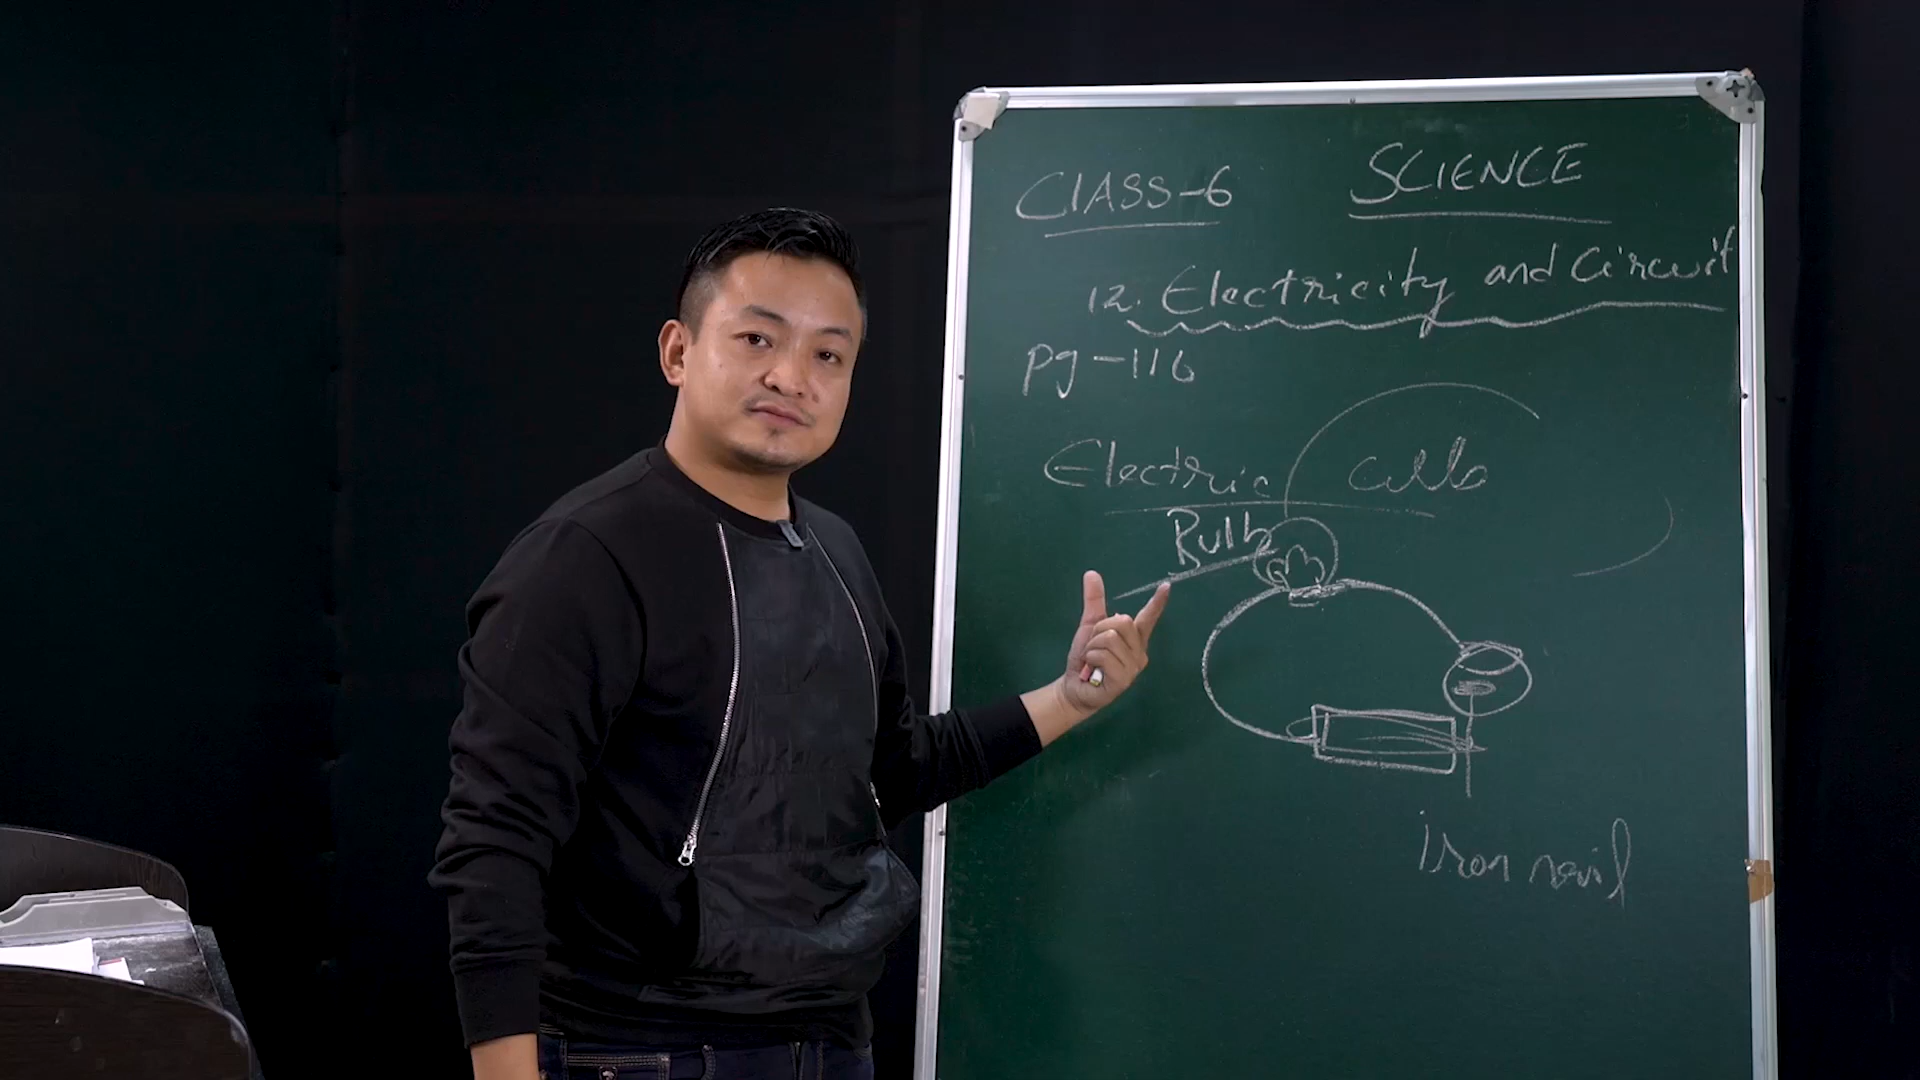 CLASS-6
SCIENCE
12. Electricity and Circuit
pg-116
Electric cells
Bulb
iron nail